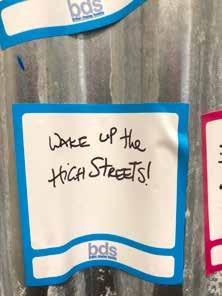 bds
WAKE UP the
HIGH STREETS!
bds